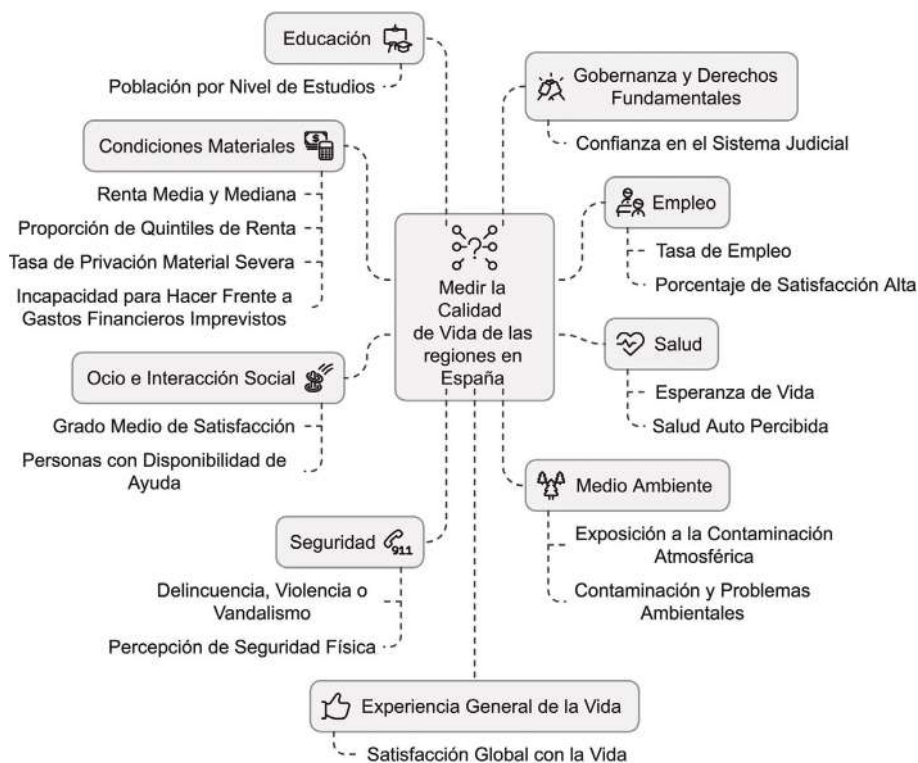 Educación
Población por Nivel de Estudios
Condiciones Materiales
Renta Media y Mediana
Proporción de Quintiles de Renta
Tasa de Privación Material Severa
Incapacidad para Hacer Frente a
Gastos Financieros Imprevistos
Ocio e Interacción Social
Grado Medio de Satisfacción
Personas con Disponibilidad de
Ayuda
Seguridad
911
Delincuencia, Violencia o
Vandalismo
Percepción de Seguridad Física
?
Medir la
Calidad
de Vida de las
regiones en
España
Gobernanza y Derechos
Fundamentales
Confianza en el Sistema Judicial
Empleo
Tasa de Empleo
Porcentaje de Satisfacción Alta
Salud
Esperanza de Vida
Salud Auto Percibida
Medio Ambiente
Exposición a la Contaminación
Atmosférica
Contaminación y Problemas
Ambientales
Experiencia General de la Vida
Satisfacción Global con la Vida